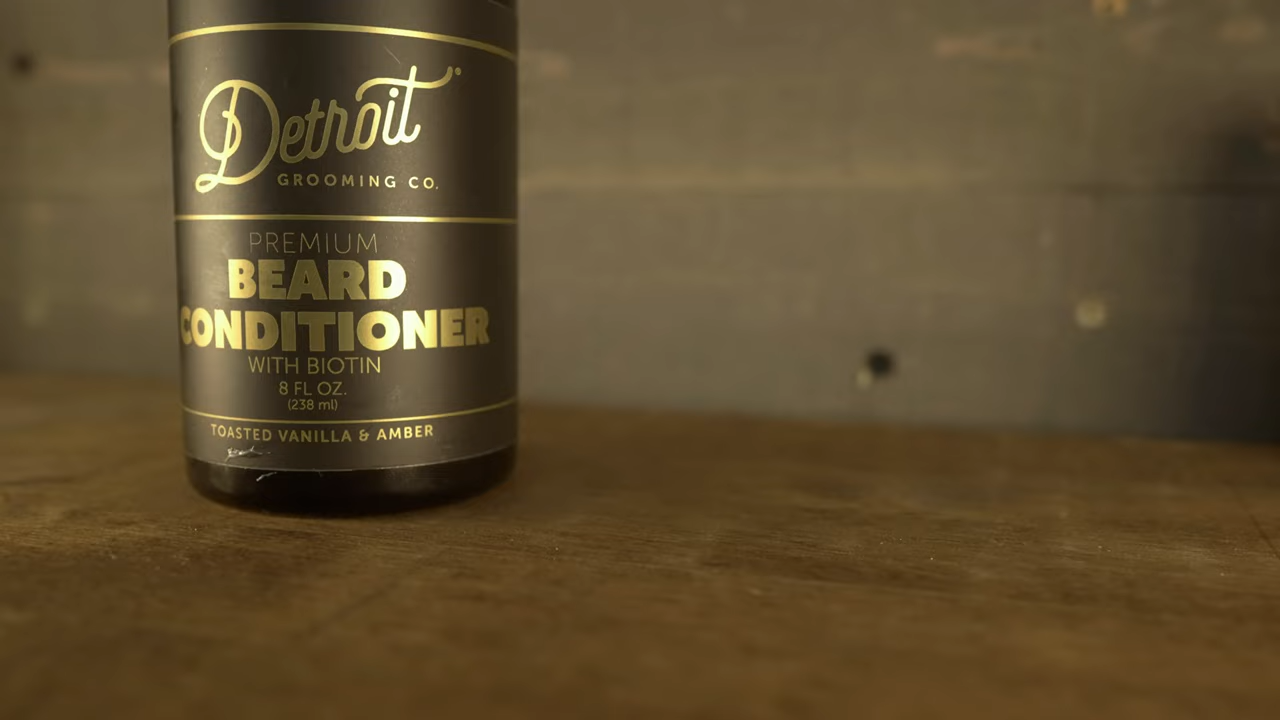 Detroit
GROOMING CO.
PREMIUM
BEARD
CONDITIONER
WITH BIOTIN
8 FL OZ.
(238 ml)
TOASTED VANILLA & AMBER